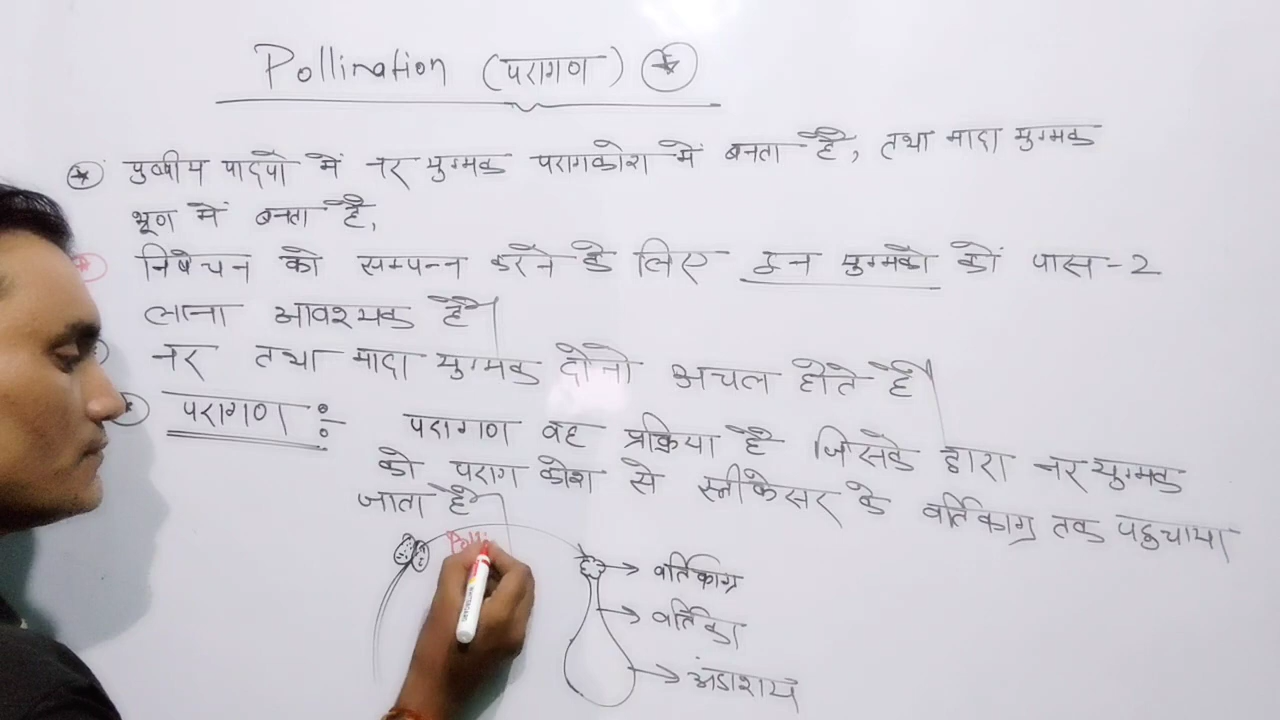 Pollination (परागण)
पुष्पीय पादपो में नर युग्मक परागकोश में बनता है, तथा मादा युग्मक
भ्रूण में बनता है,
निषेचन को सम्पन्न करने के लिए इन युग्मको को पास-2
लाना आवश्यक है।
नर तथा मादा युग्मक दोनो अचल होते है।
परागण : परागण वह प्रक्रिया है जिसके द्वारा नर युग्मक
को पराग कोश से स्त्रीकेसर के वर्तिकाग्र तक पहुचाया
जाता है।
Polli
वर्तिकाग्र
वर्तिका
अंडाशय